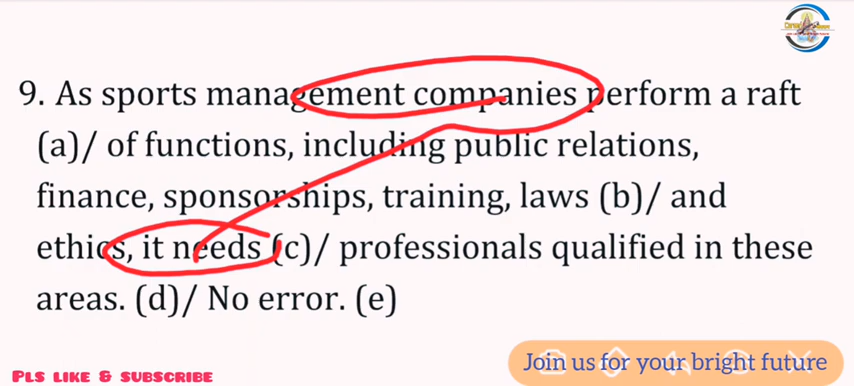 9. As sports management companies perform a raft
(a)/ of functions, including public relations,
finance, sponsorships, training, laws (b)/ and
ethics, it needs (c)/ professionals qualified in these
areas. (d)/ No error. (e)
Join us for your bright future
PLS LIKE & SUBSCRIBE